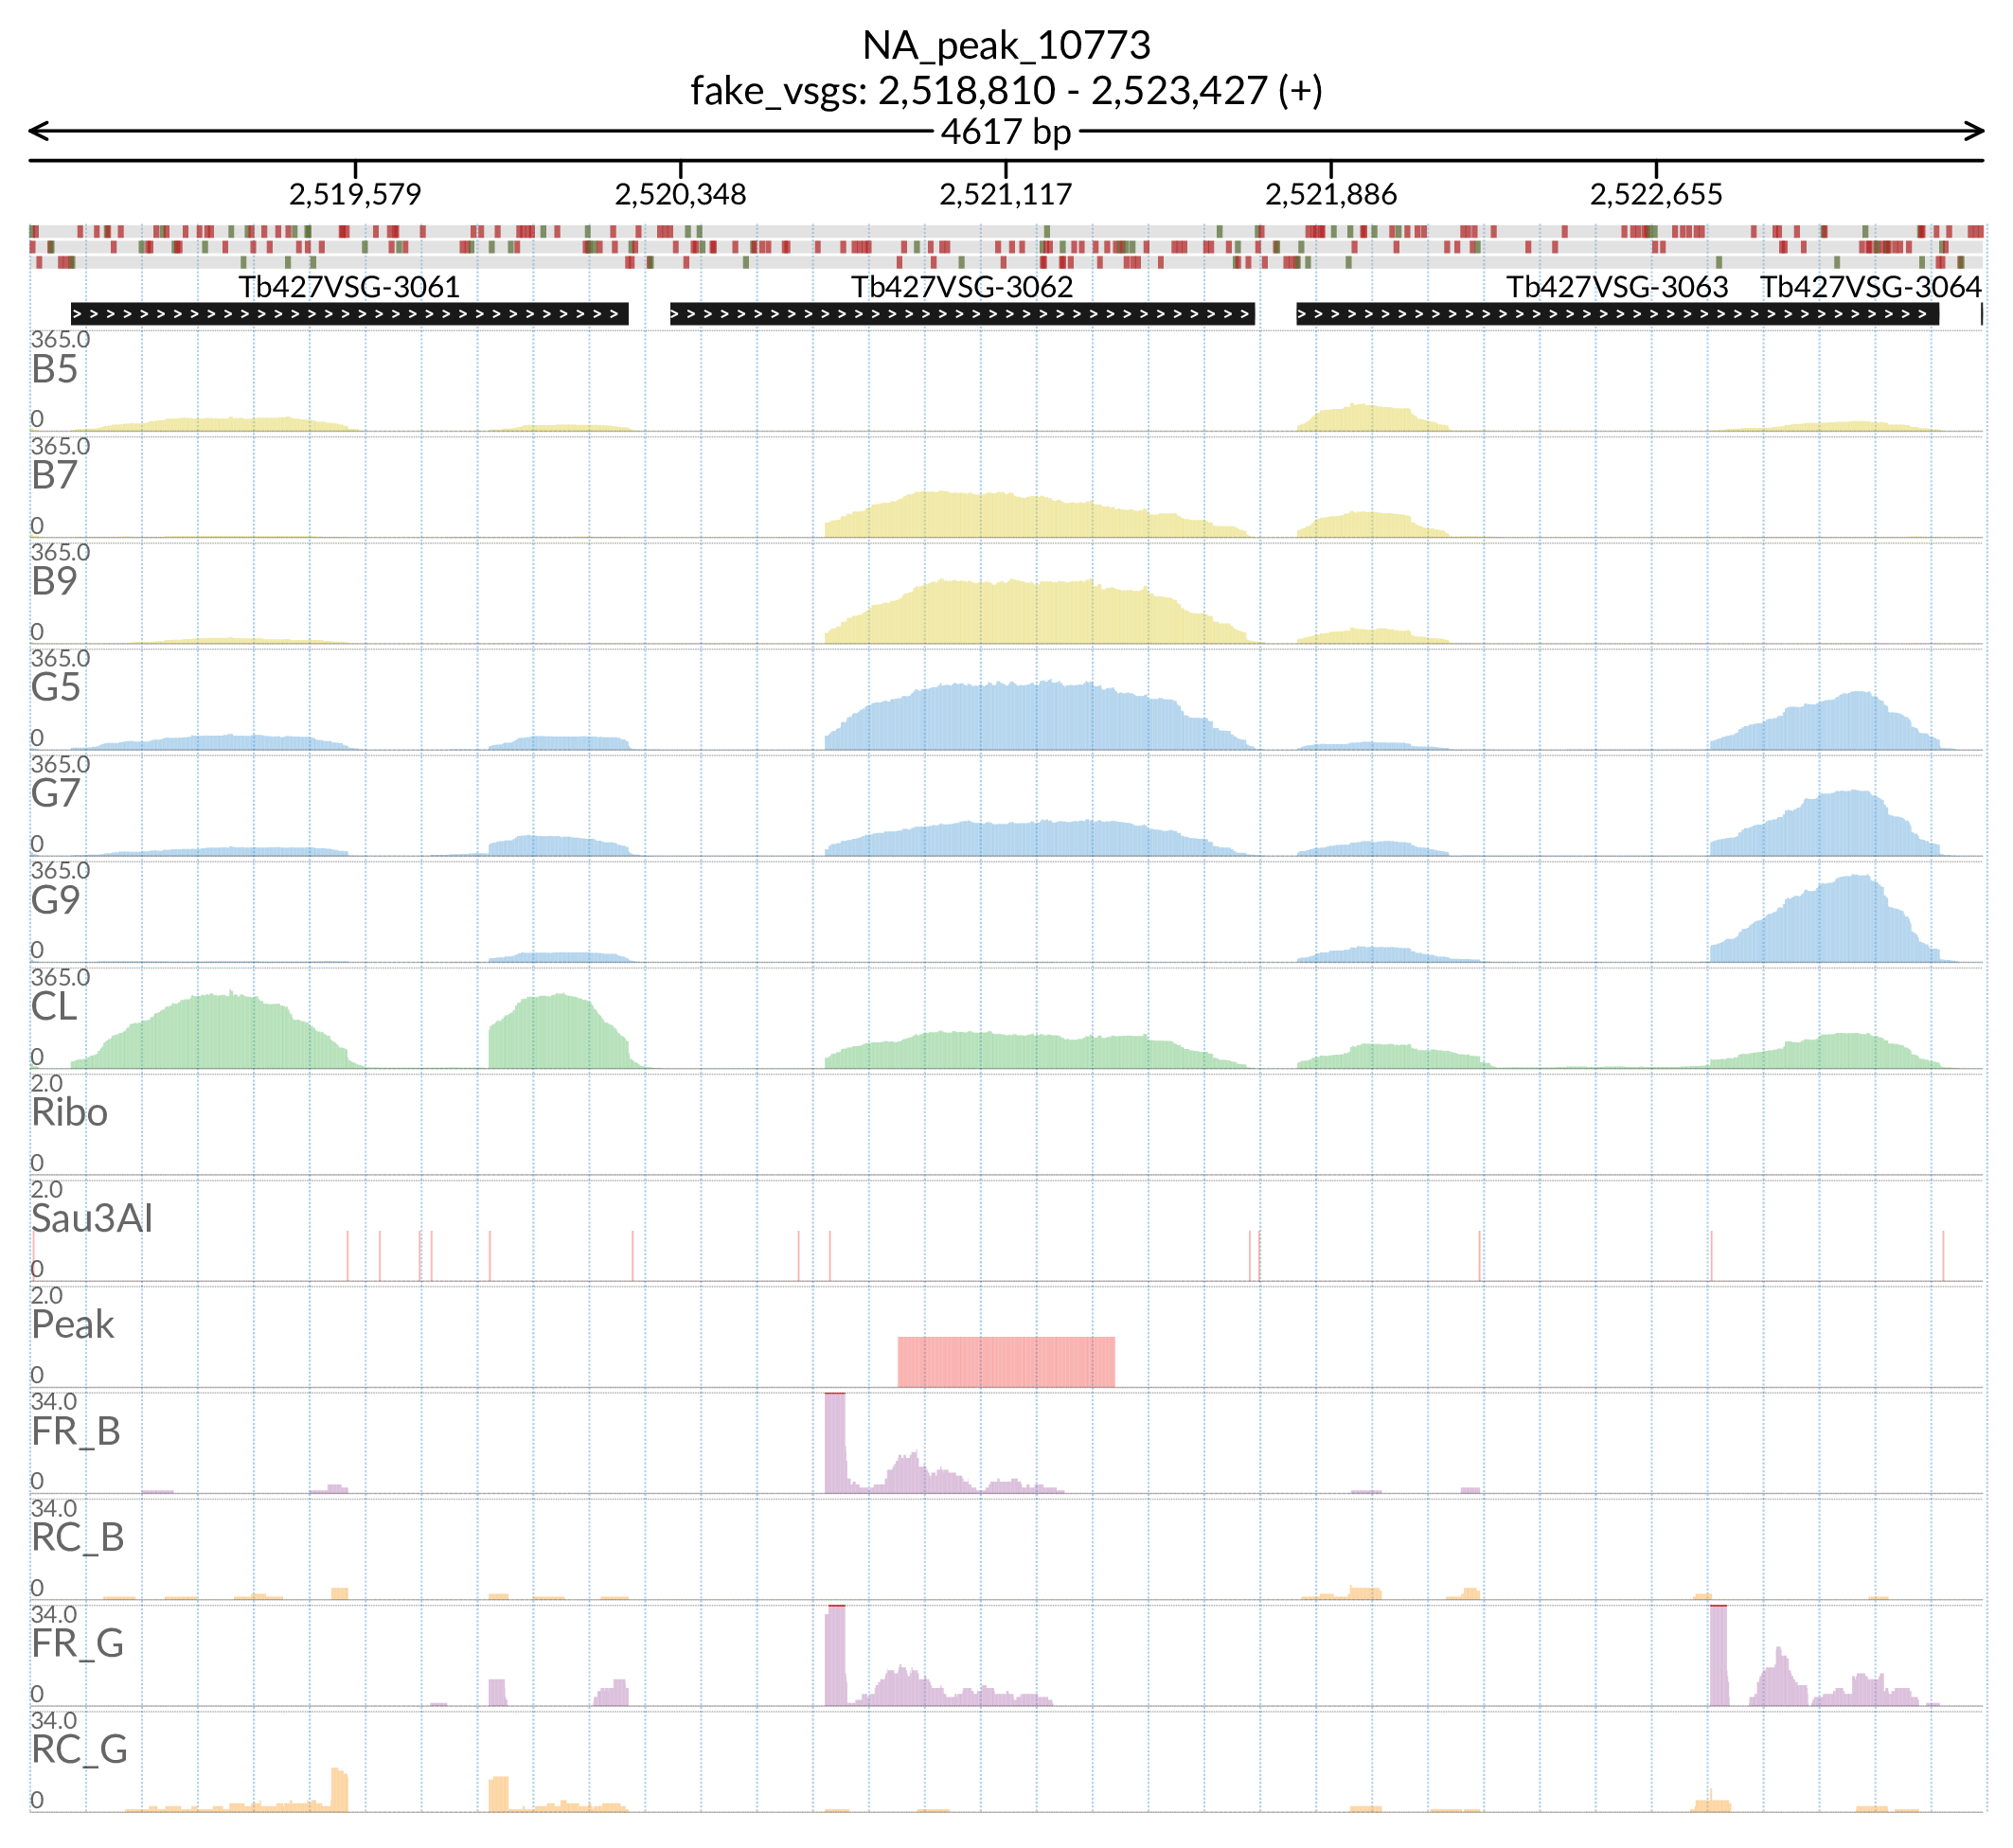 NA_peak_10773
fake_vsgs: 2,518,810 - 2,523,427 (+)
4617 bp
2,519,579 2,520,348 2,521,117 2,521,886 2,522,655
Tb427VSG-3061 Tb427VSG-3062 Tb427VSG-3063 Tb427VSG-3064
365.0
B5
0
365.0
B7
0
365.0
B9
0
365.0
G5
0
365.0
G7
0
365.0
G9
0
365.0
CL
0
2.0
Ribo
0
2.0
Sau3AI
0
2.0
Peak
0
34.0
FR_B
0
34.0
RC_B
0
34.0
FR_G
0
34.0
RC_G
0